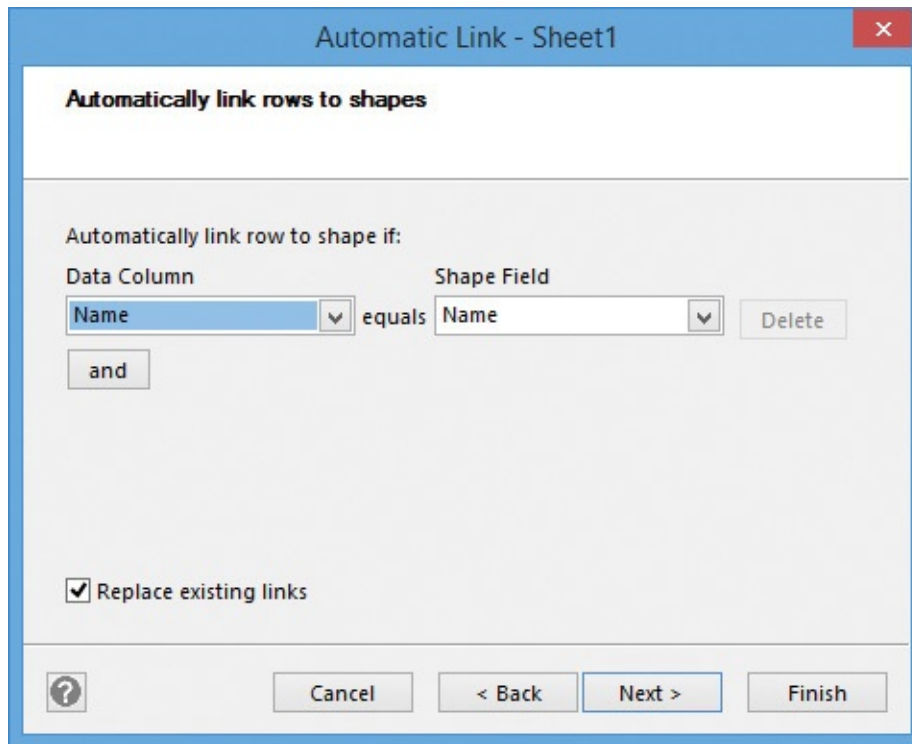 Automatic Link - Sheet1
Automatically link rows to shapes
Automatically link row to shape if:
Data Column Shape Field
Name equals Name Delete
and
Replace existing links
? Cancel < Back Next > Finish